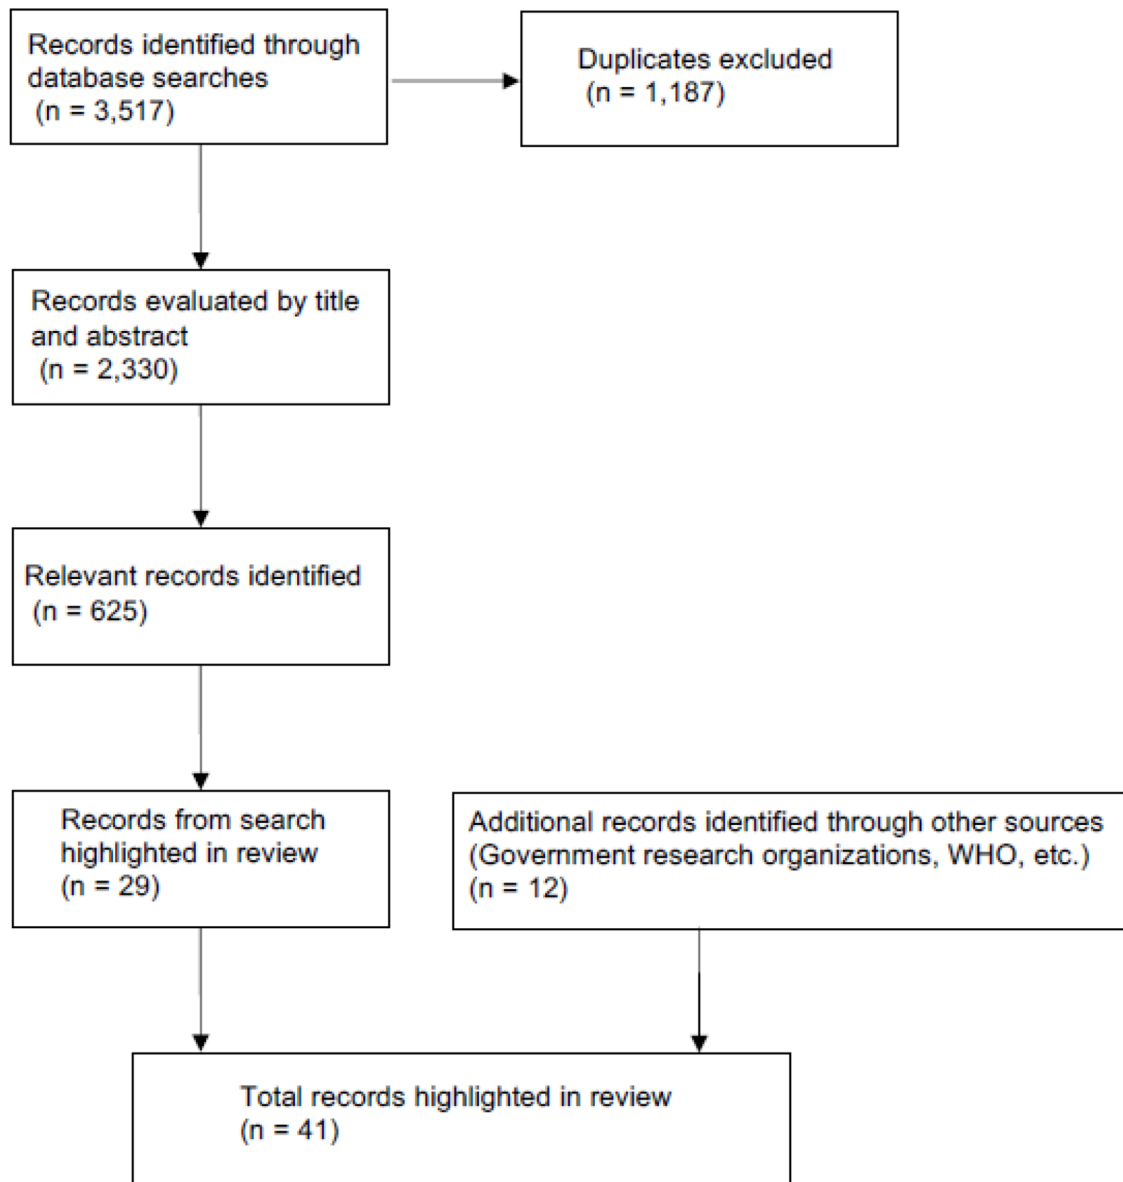 Records identified through
database searches
(n = 3,517)
Duplicates excluded
(n = 1,187)
Records evaluated by title
and abstract
(n = 2,330)
Relevant records identified
(n = 625)
Records from search
highlighted in review
(n = 29)
Additional records identified through other sources
(Government research organizations, WHO, etc.)
(n = 12)
Total records highlighted in review
(n = 41)